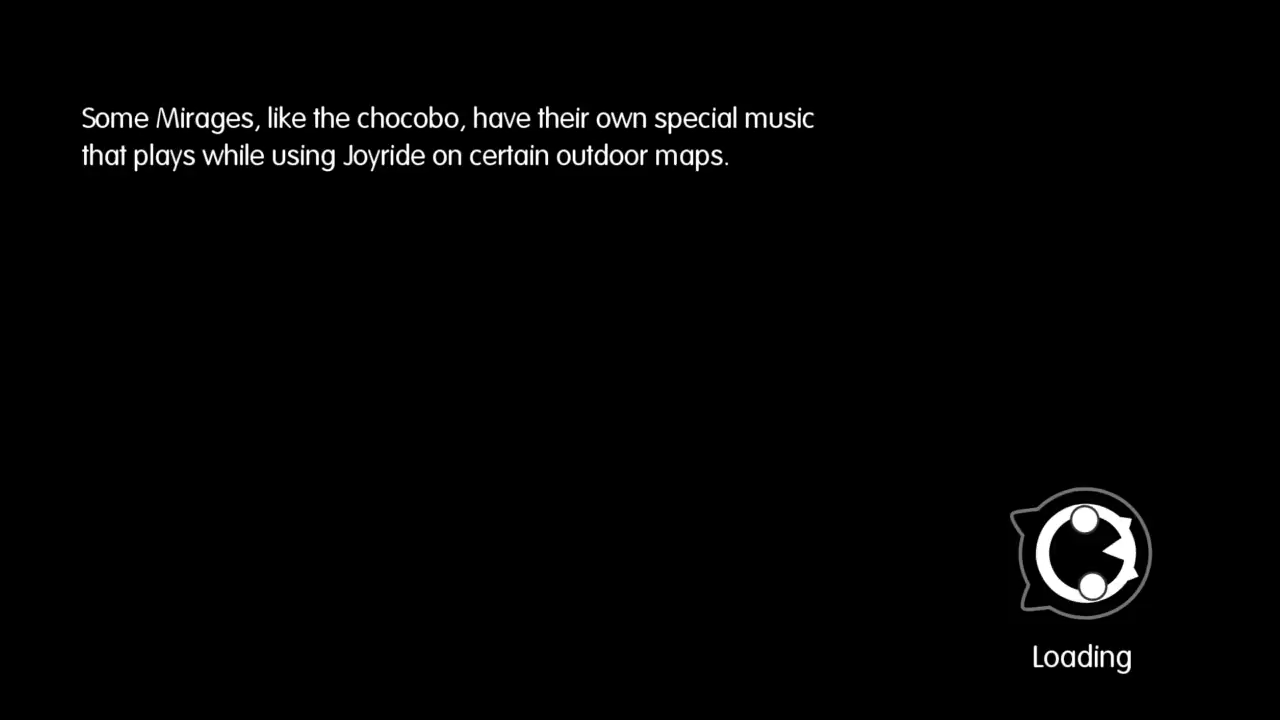 Some Mirages, like the chocobo, have their own special music
that plays while using Joyride on certain outdoor maps.
Loading